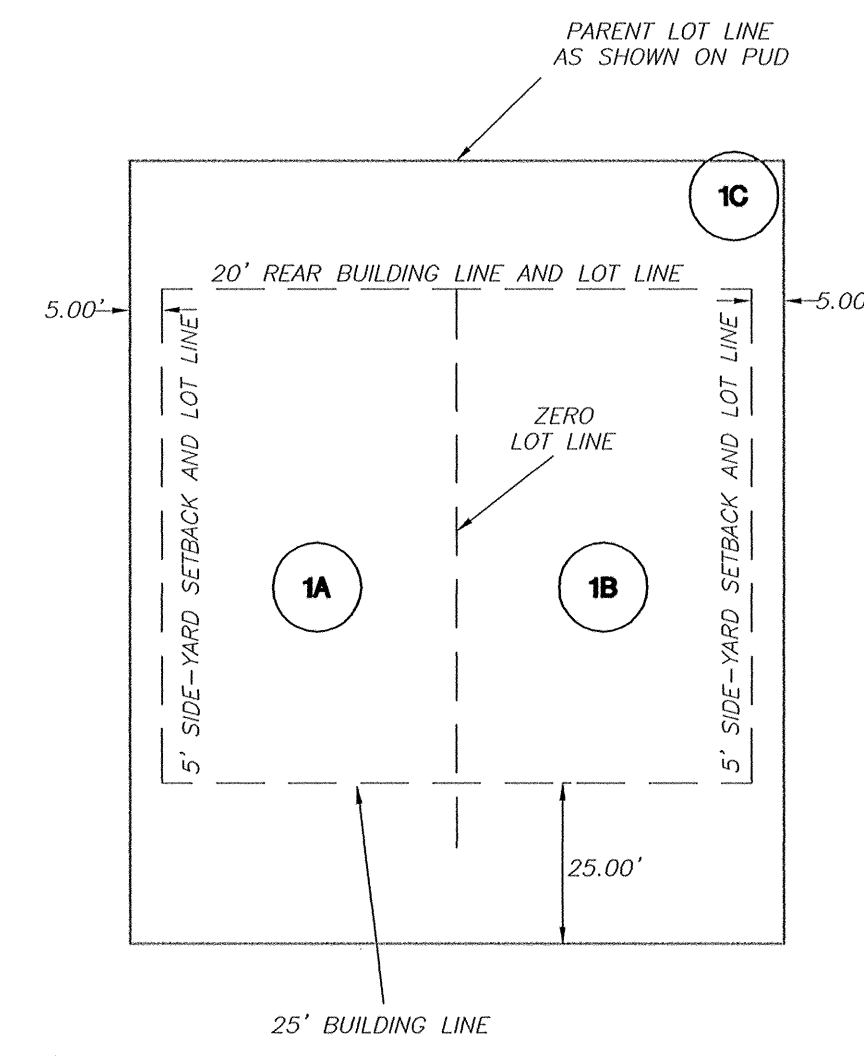 PARENT LOT LINE
AS SHOWN ON PUD
1C
20' REAR BUILDING LINE AND LOT LINE
5.00'
5.00
5' SIDE-YARD SETBACK AND LOT LINE
5' SIDE-YARD SETBACK AND LOT LINE
ZERO
LOT LINE
1A
1B
25.00'
25' BUILDING LINE